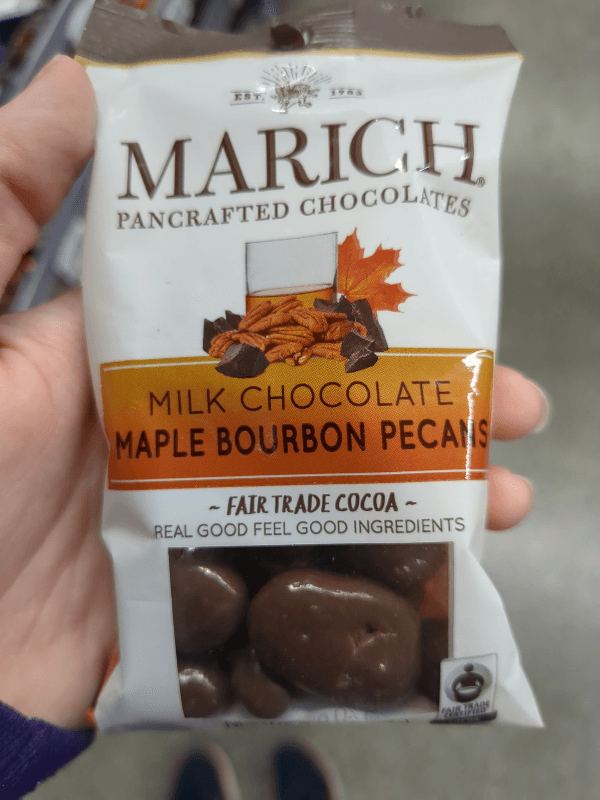 EST. 1983
MARICH®
PANCRAFTED CHOCOLATES
MILK CHOCOLATE
MAPLE BOURBON PECANS
~ FAIR TRADE COCOA ~
REAL GOOD FEEL GOOD INGREDIENTS
FAIR TRADE
CERTIFIED